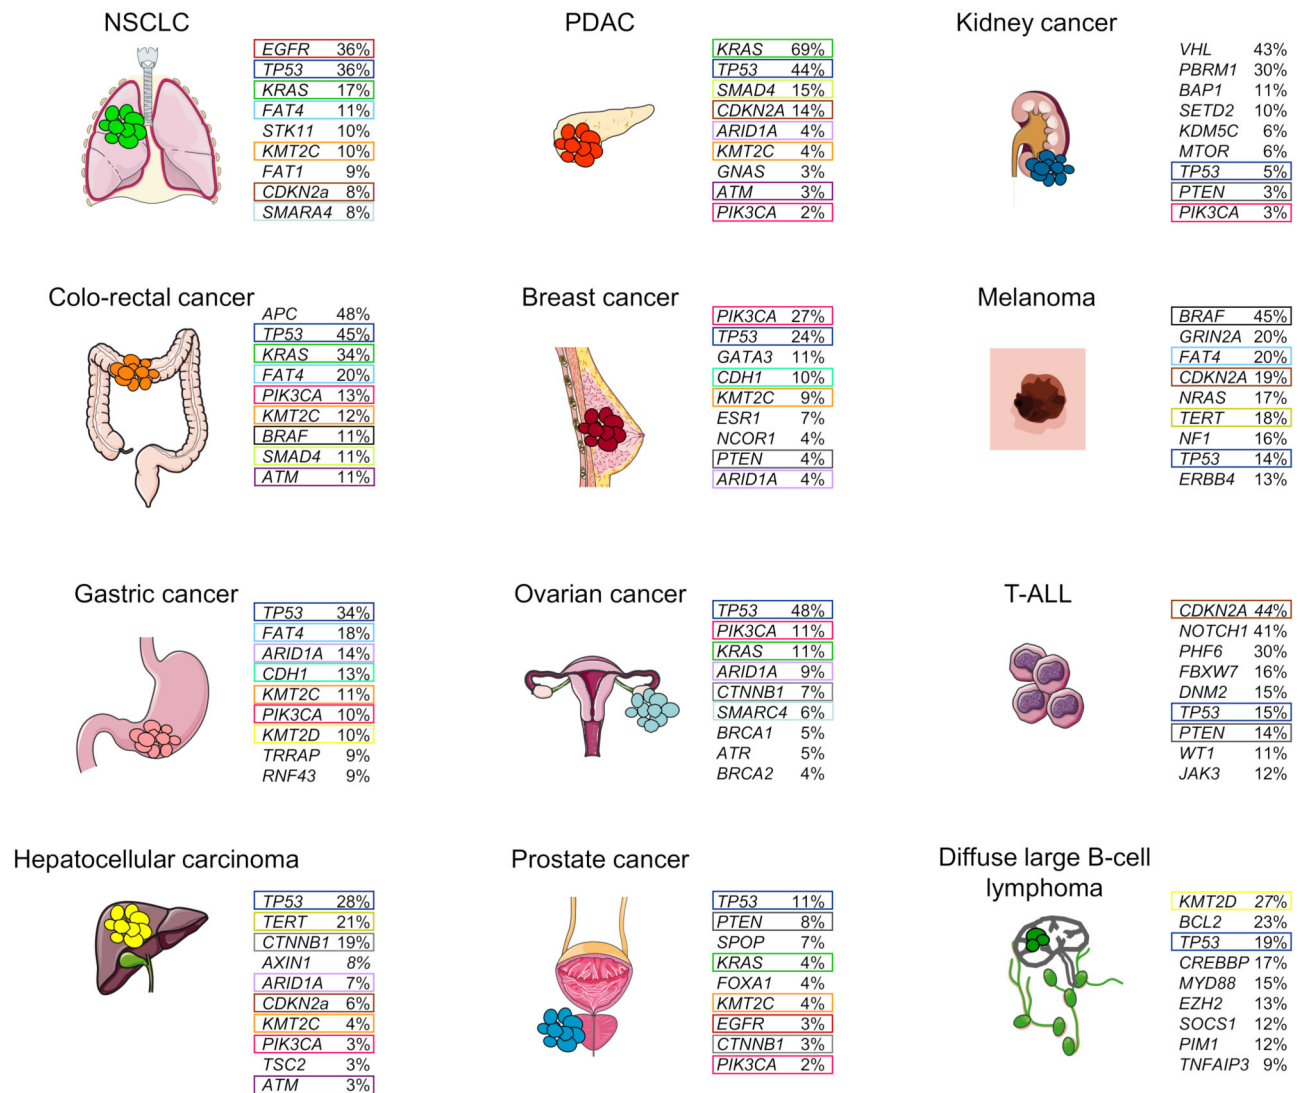 NSCLC
EGFR 36%
TP53 36%
KRAS 17%
FAT4 11%
STK11 10%
KMT2C 10%
FAT1 9%
CDKN2a 8%
SMARA4 8%
PDAC
KRAS 69%
TP53 44%
SMAD4 15%
CDKN2A 14%
ARID1A 4%
KMT2C 4%
GNAS 3%
ATM 3%
PIK3CA 2%
Kidney cancer
VHL 43%
PBRM1 30%
BAP1 11%
SETD2 10%
KDM5C 6%
MTOR 6%
TP53 5%
PTEN 3%
PIK3CA 3%
Colo-rectal cancer
APC 48%
TP53 45%
KRAS 34%
FAT4 20%
PIK3CA 13%
KMT2C 12%
BRAF 11%
SMAD4 11%
ATM 11%
Breast cancer
PIK3CA 27%
TP53 24%
GATA3 11%
CDH1 10%
KMT2C 9%
ESR1 7%
NCOR1 4%
PTEN 4%
ARID1A 4%
Melanoma
BRAF 45%
GRIN2A 20%
FAT4 20%
CDKN2A 19%
NRAS 17%
TERT 18%
NF1 16%
TP53 14%
ERBB4 13%
Gastric cancer
TP53 34%
FAT4 18%
ARID1A 14%
CDH1 13%
KMT2C 11%
PIK3CA 10%
KMT2D 10%
TRRAP 9%
RNF43 9%
Ovarian cancer
TP53 48%
PIK3CA 11%
KRAS 11%
ARID1A 9%
CTNNB1 7%
SMARC4 6%
BRCA1 5%
ATR 5%
BRCA2 4%
T-ALL
CDKN2A 44%
NOTCH1 41%
PHF6 30%
FBXW7 16%
DNM2 15%
TP53 15%
PTEN 14%
WT1 11%
JAK3 12%
Hepatocellular carcinoma
TP53 28%
TERT 21%
CTNNB1 19%
AXIN1 8%
ARID1A 7%
CDKN2a 6%
KMT2C 4%
PIK3CA 3%
TSC2 3%
ATM 3%
Prostate cancer
TP53 11%
PTEN 8%
SPOP 7%
KRAS 4%
FOXA1 4%
KMT2C 4%
EGFR 3%
CTNNB1 3%
PIK3CA 2%
Diffuse large B-cell
lymphoma
KMT2D 27%
BCL2 23%
TP53 19%
CREBBP 17%
MYD88 15%
EZH2 13%
SOCS1 12%
PIM1 12%
TNFAIP3 9%